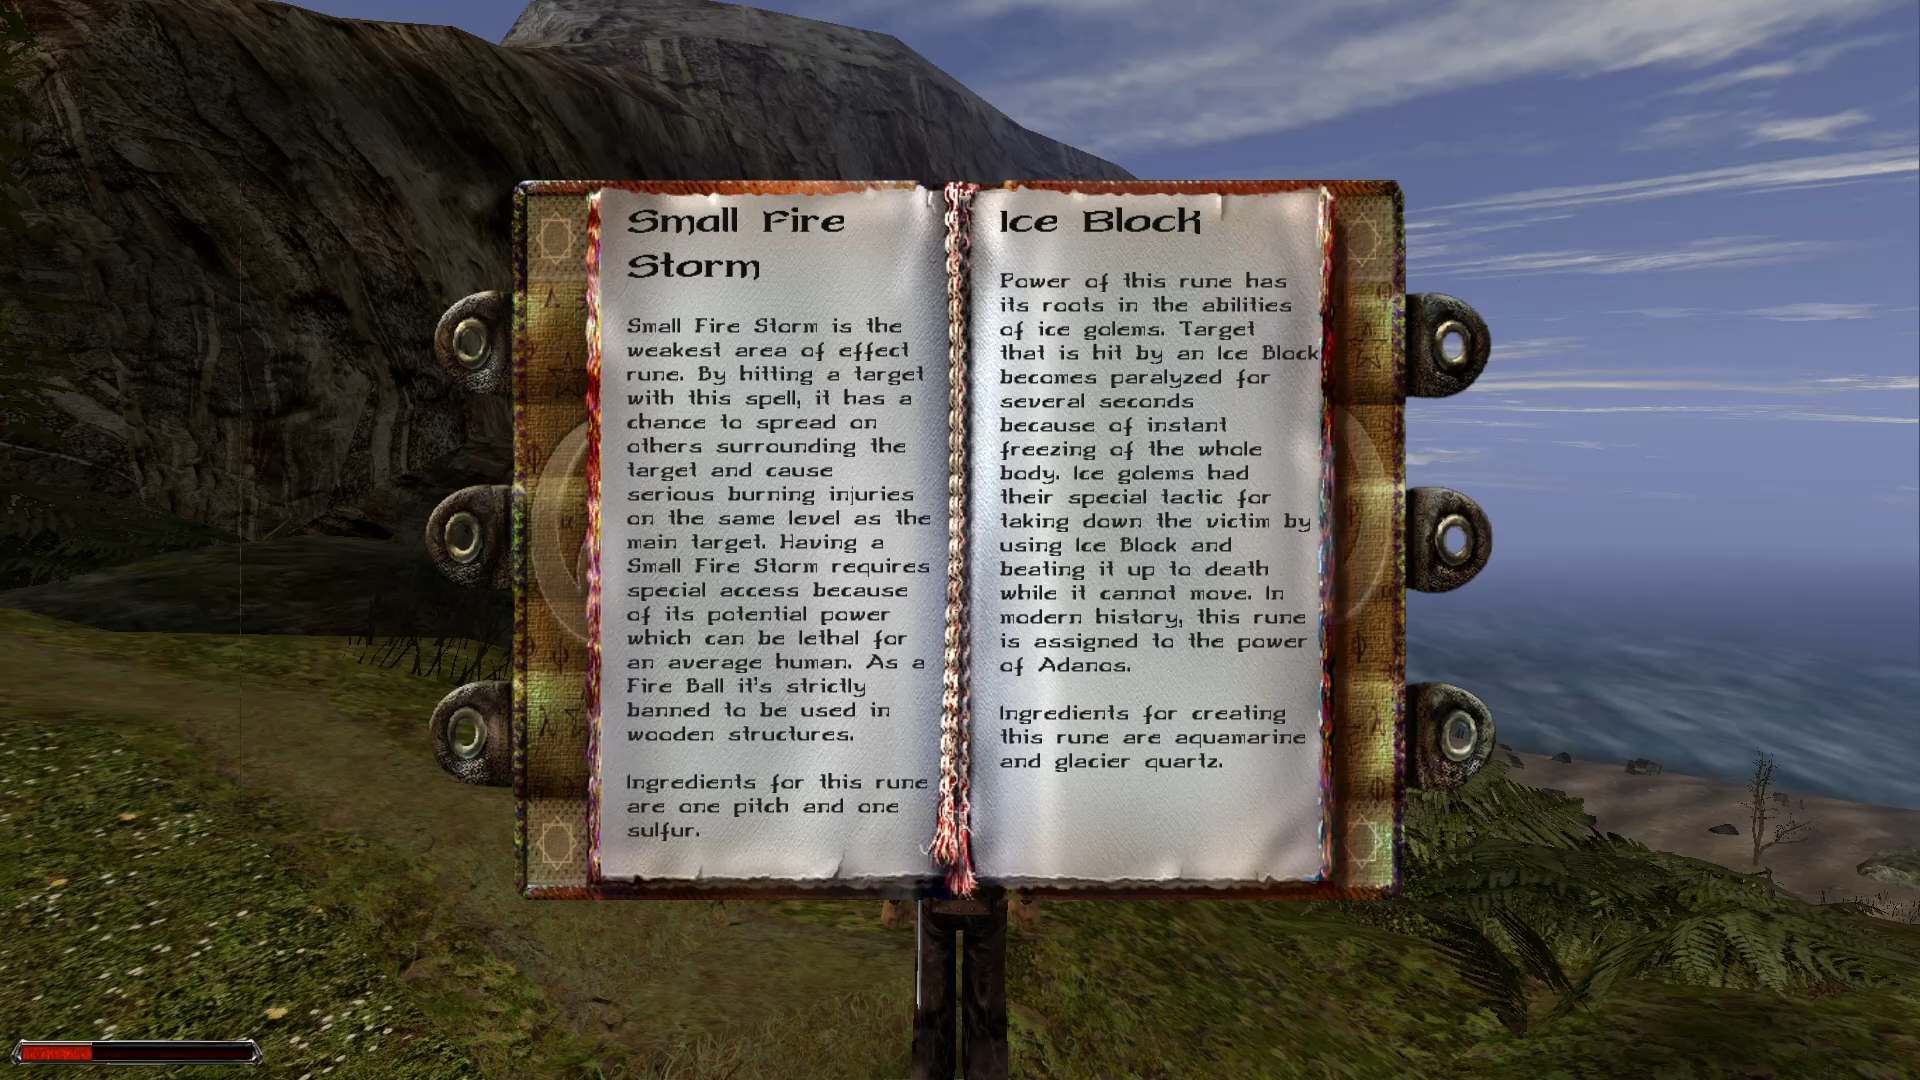 Small Fire
Storm
Small Fire Storm is the
weakest area of effect
rune. By hitting a target
with this spell, it has a
chance to spread on
others surrounding the
target and cause
serious burning injuries
on the same level as the
main target. Having a
Small Fire Storm requires
special access because
of its potential power
which can be lethal for
an average human. As a
Fire Ball it's strictly
banned to be used in
wooden structures.
Ingredients for this rune
are one pitch and one
sulfur.
Ice Block
Power of this rune has
its roots in the abilities
of ice golems. Target
that is hit by an Ice Block
becomes paralyzed for
several seconds
because of instant
freezing of the whole
body. Ice golems had
their special tactic for
taking down the victim by
using Ice Block and
beating it up to death
while it cannot move. In
modern history, this rune
is assigned to the power
of Adanos.
Ingredients for creating
this rune are aquamarine
and glacier quartz.